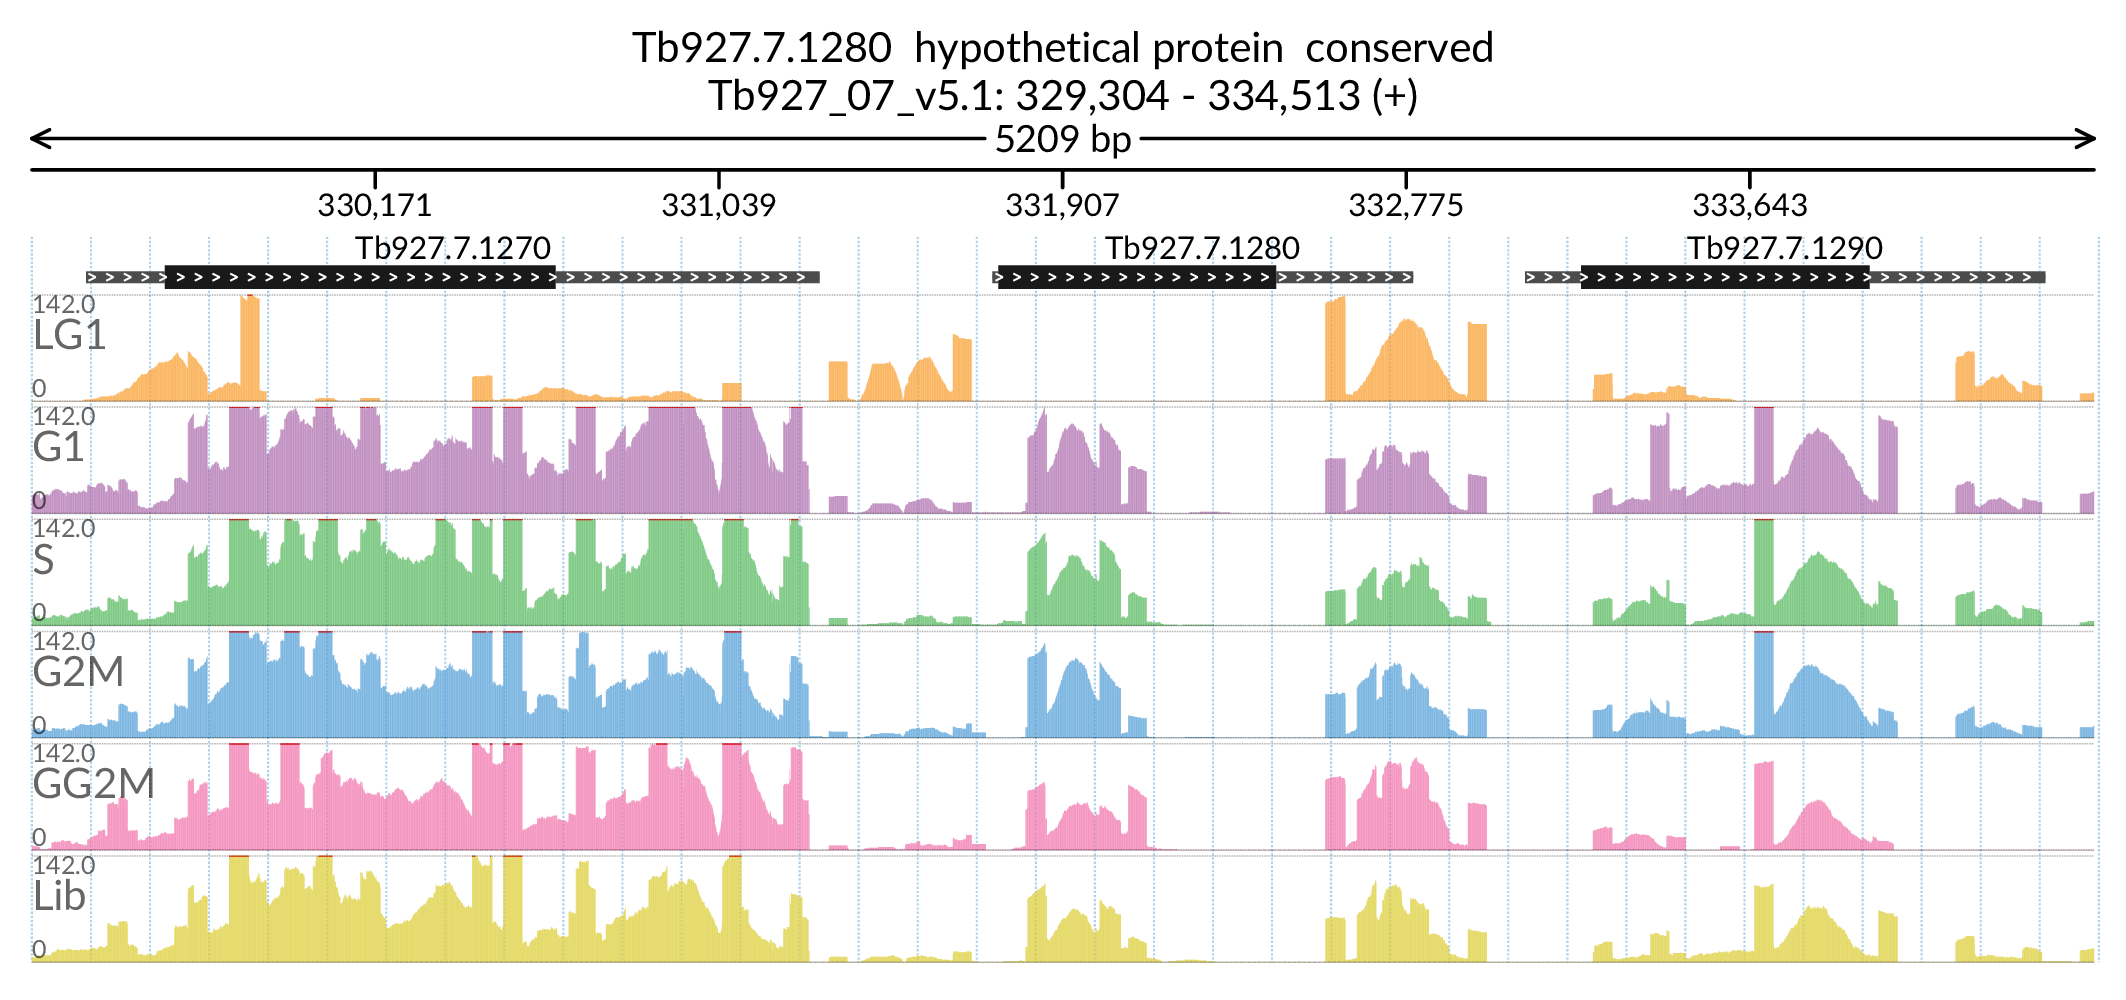 Tb927.7.1280 hypothetical protein conserved
Tb927_07_v5.1: 329,304 - 334,513 (+)
5209 bp
330,171 331,039 331,907 332,775 333,643
Tb927.7.1270 Tb927.7.1280 Tb927.7.1290
142.0
LG1
0
142.0
G1
0
142.0
S
0
142.0
G2M
0
142.0
GG2M
0
142.0
Lib
0